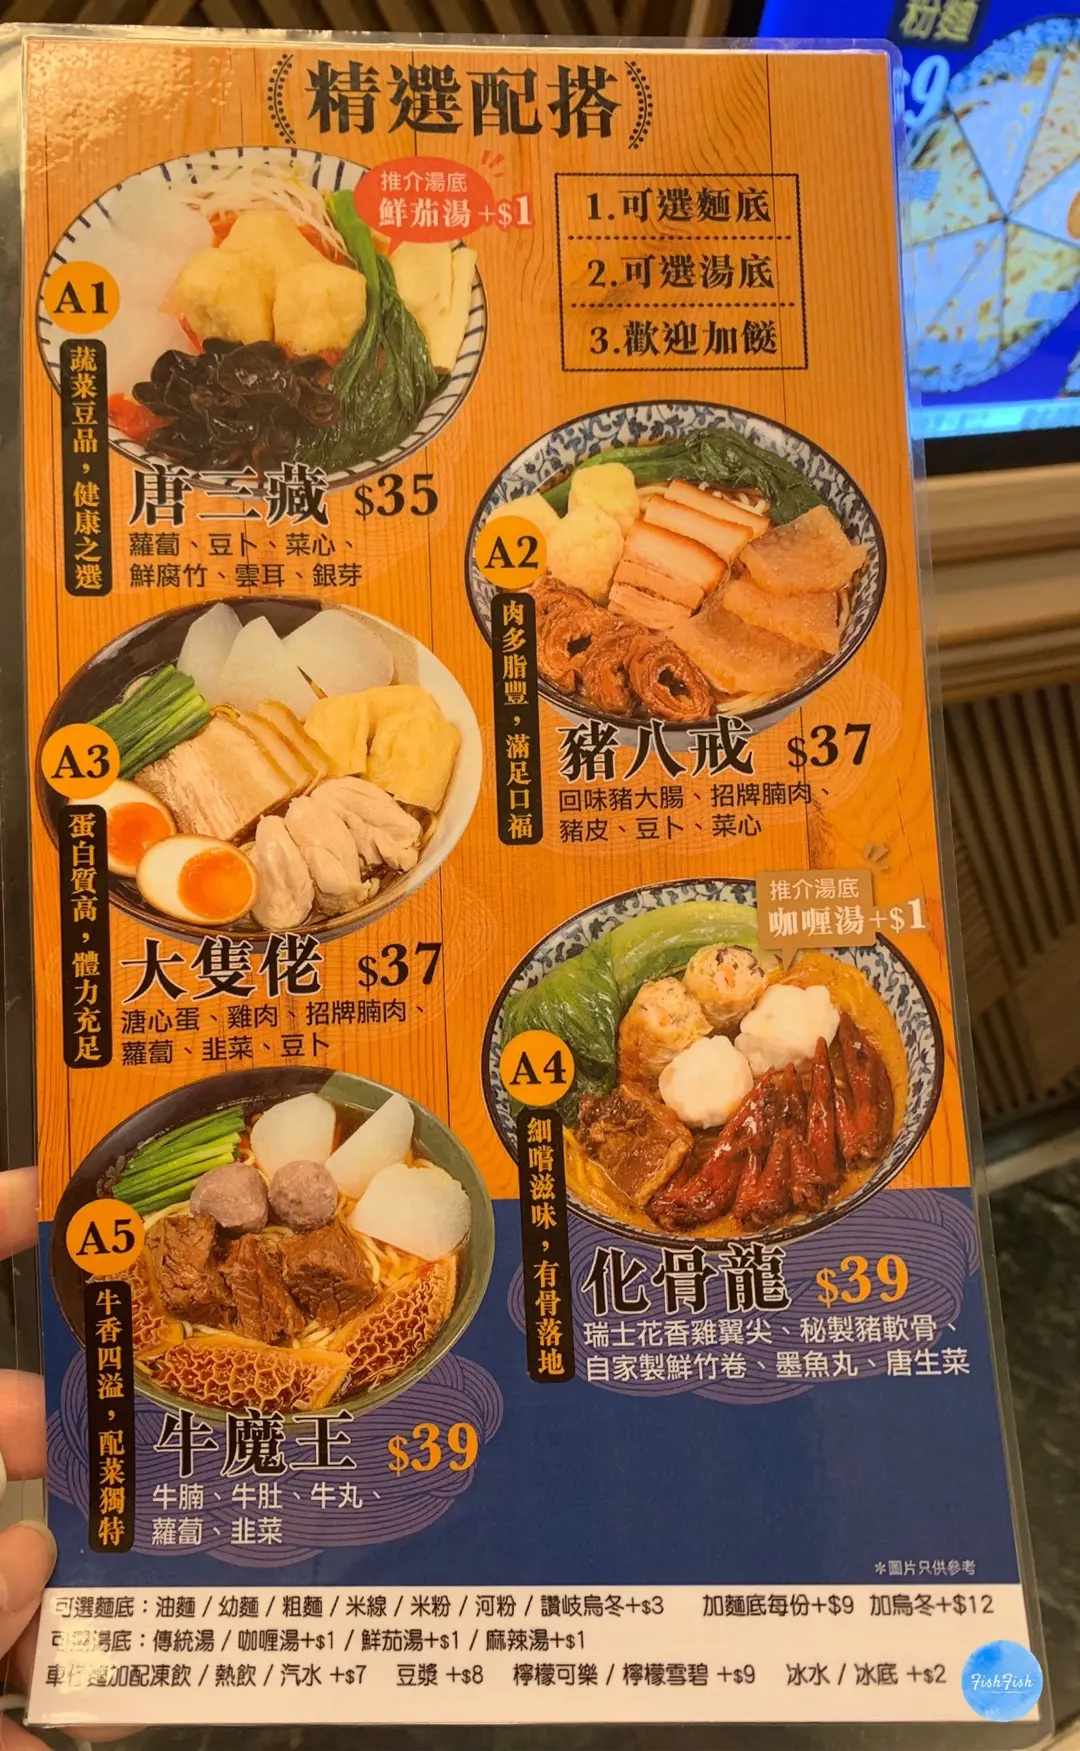 粉麵
9
精選配搭
推介湯底
鮮茄湯+$1
1.可選麵底
2.可選湯底
3.歡迎加餸
A1
蔬菜豆品，健康之選
唐三藏 $35
蘿蔔、豆卜、菜心、
鮮腐竹、雲耳、銀芽
A2
肉多脂豐，滿足口福
豬八戒 $37
回味豬大腸、招牌腩肉、
豬皮、豆卜、菜心
A3
蛋白質高，體力充足
大隻佬 $37
溏心蛋、雞肉、招牌腩肉、
蘿蔔、韭菜、豆卜
推介湯底
咖喱湯+$1
A4
細嚐滋味，有骨落地
化骨龍 $39
瑞士花香雞翼尖、秘製豬軟骨、
自家製鮮竹卷、墨魚丸、唐生菜
A5
牛香四溢，配菜獨特
牛魔王 $39
牛腩、牛肚、牛丸、
蘿蔔、韭菜
＊圖片只供參考
可選麵底：油麵 / 幼麵 / 粗麵 / 米線 / 米粉 / 河粉 / 讚岐烏冬+$3 加麵底每份+$9 加烏冬+$12
可選湯底：傳統湯 / 咖喱湯+$1 / 鮮茄湯+$1 / 麻辣湯+$1
車仔麵加配凍飲 / 熱飲 / 汽水 +$7 豆漿 +$8 檸檬可樂 / 檸檬雪碧 +$9 冰水 / 冰底 +$2
FishFish